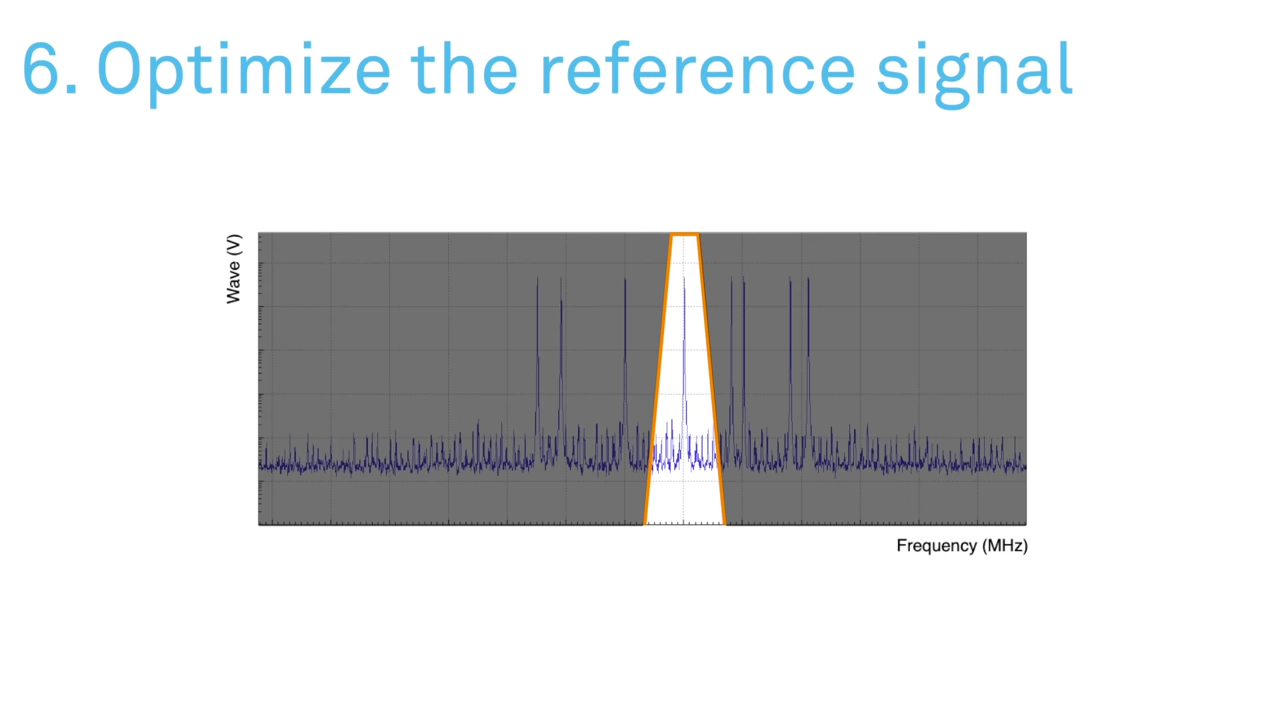 6. Optimize the reference signal
Wave (V)
Frequency (MHz)